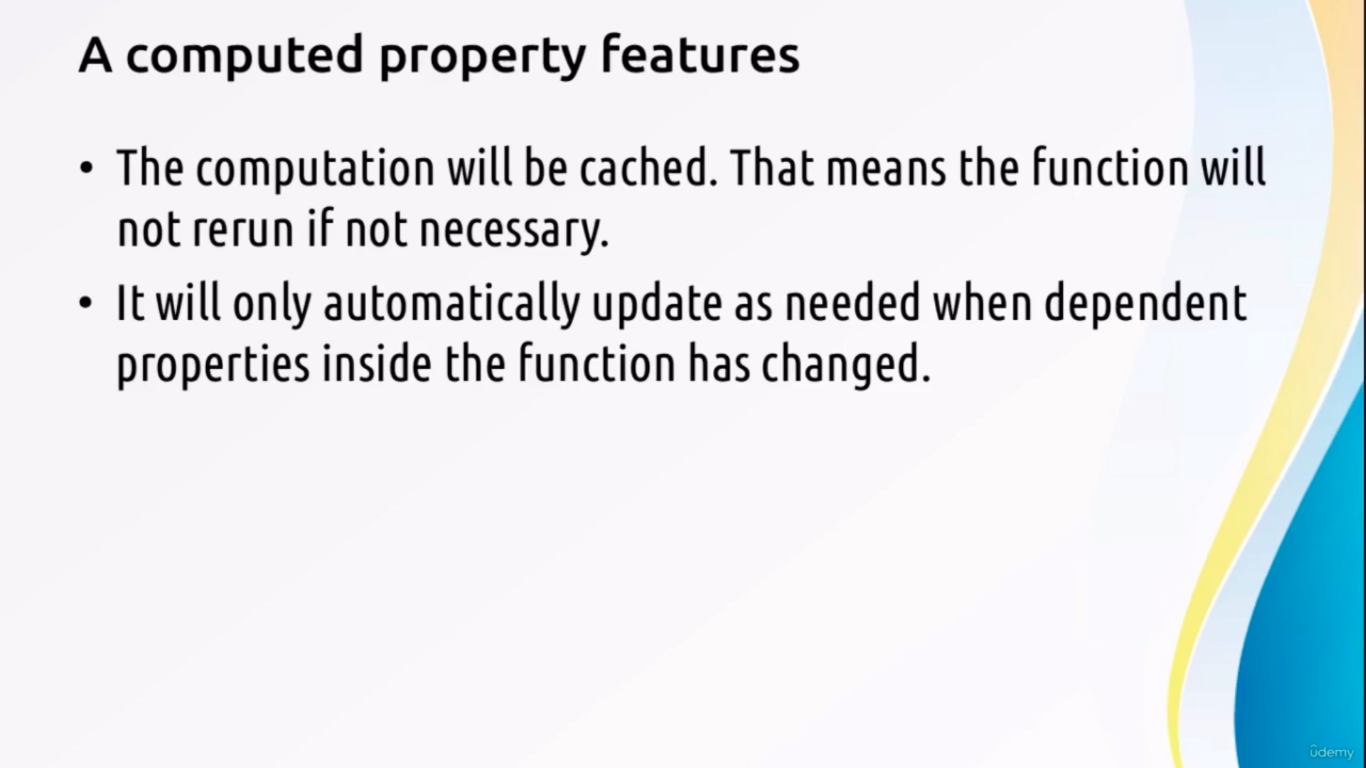 A computed property features
• The computation will be cached. That means the function will
not rerun if not necessary.
• It will only automatically update as needed when dependent
properties inside the function has changed.
ûdemy